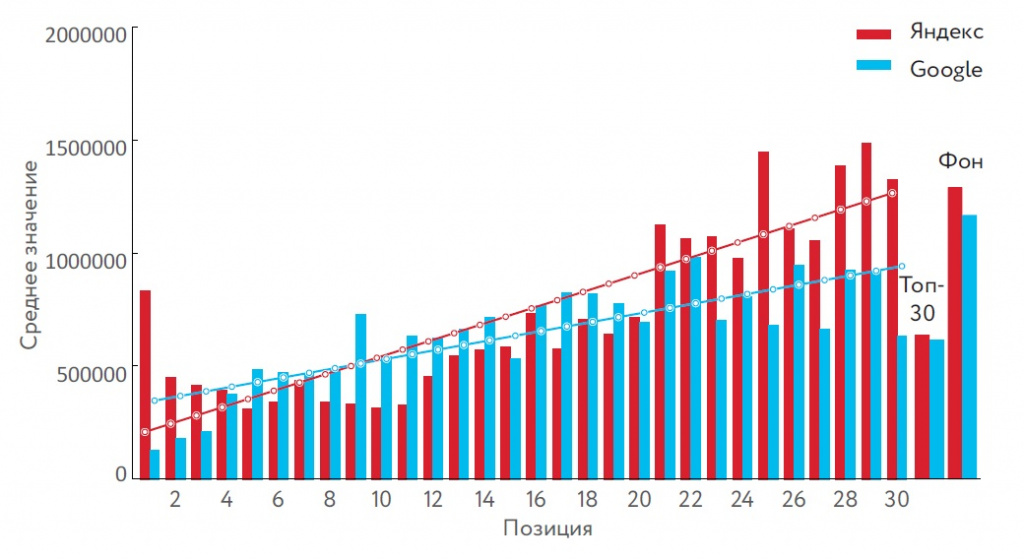 2000000
1500000
1000000
500000
0
Среднее значение
Яндекс
Google
Фон
Топ-
30
2 4 6 8 10 12 14 16 18 20 22 24 26 28 30
Позиция